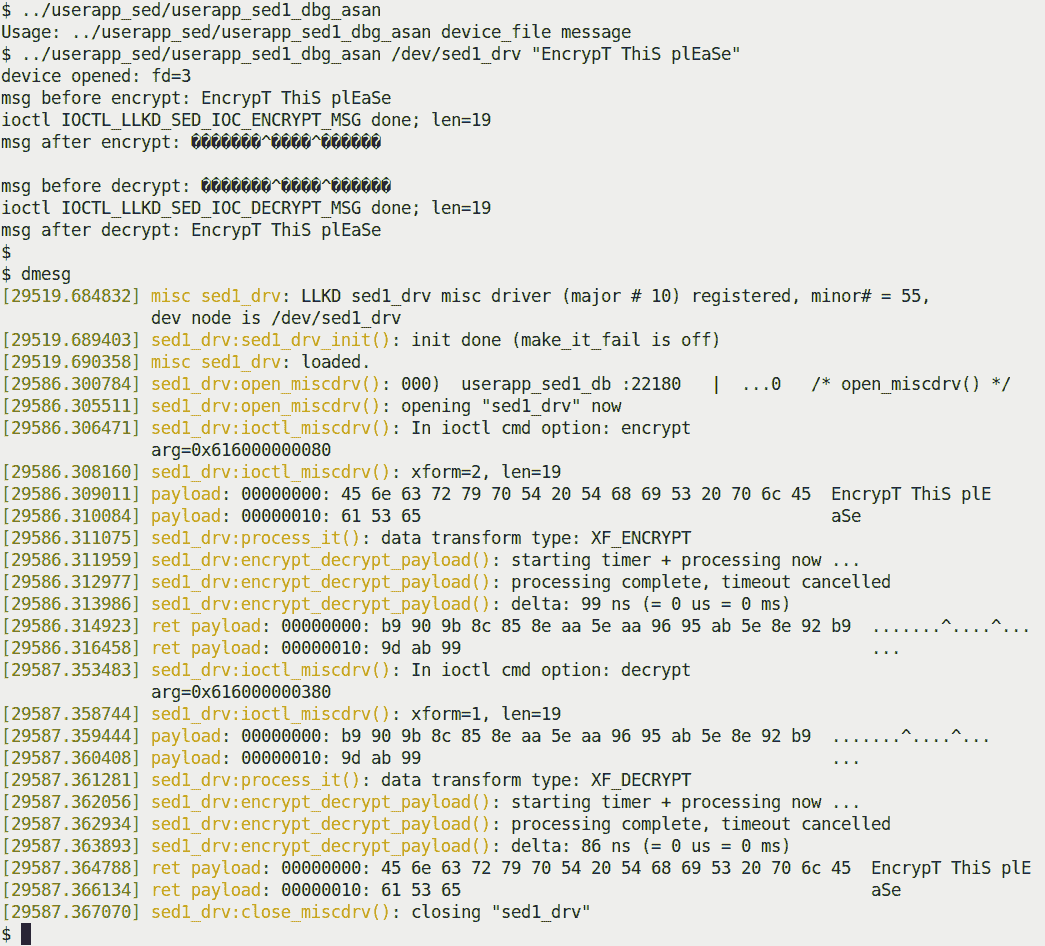 $ ../userapp_sed/userapp_sed1_dbg_asan
Usage: ../userapp_sed/userapp_sed1_dbg_asan device_file message
$ ../userapp_sed/userapp_sed1_dbg_asan /dev/sed1_drv "EncrypT ThiS plEaSe"
device opened: fd=3
msg before encrypt: EncrypT ThiS plEaSe
ioctl IOCTL_LLKD_SED_IOC_ENCRYPT_MSG done; len=19
msg after encrypt: �������^����^������
msg before decrypt: �������^����^������
ioctl IOCTL_LLKD_SED_IOC_DECRYPT_MSG done; len=19
msg after decrypt: EncrypT ThiS plEaSe
$
$ dmesg
[29519.684832] misc sed1_drv: LLKD sed1_drv misc driver (major # 10) registered, minor# = 55,
dev node is /dev/sed1_drv
[29519.689403] sed1_drv:sed1_drv_init(): init done (make_it_fail is off)
[29519.690358] misc sed1_drv: loaded.
[29586.300784] sed1_drv:open_miscdrv(): 000)  userapp_sed1_db :22180   |  ...0   /* open_miscdrv() */
[29586.305511] sed1_drv:open_miscdrv(): opening "sed1_drv" now
[29586.306471] sed1_drv:ioctl_miscdrv(): In ioctl cmd option: encrypt
arg=0x616000000080
[29586.308160] sed1_drv:ioctl_miscdrv(): xform=2, len=19
[29586.309011] payload: 00000000: 45 6e 63 72 79 70 54 20 54 68 69 53 20 70 6c 45  EncrypT ThiS plE
[29586.310084] payload: 00000010: 61 53 65  aSe
[29586.311075] sed1_drv:process_it(): data transform type: XF_ENCRYPT
[29586.311959] sed1_drv:encrypt_decrypt_payload(): starting timer + processing now ...
[29586.312977] sed1_drv:encrypt_decrypt_payload(): processing complete, timeout cancelled
[29586.313986] sed1_drv:encrypt_decrypt_payload(): delta: 99 ns (= 0 us = 0 ms)
[29586.314923] ret payload: 00000000: b9 90 9b 8c 85 8e aa 5e aa 96 95 ab 5e 8e 92 b9  .......^....^...
[29586.316458] ret payload: 00000010: 9d ab 99  ...
[29587.353483] sed1_drv:ioctl_miscdrv(): In ioctl cmd option: decrypt
arg=0x616000000380
[29587.358744] sed1_drv:ioctl_miscdrv(): xform=1, len=19
[29587.359444] payload: 00000000: b9 90 9b 8c 85 8e aa 5e aa 96 95 ab 5e 8e 92 b9  .......^....^...
[29587.360408] payload: 00000010: 9d ab 99  ...
[29587.361281] sed1_drv:process_it(): data transform type: XF_DECRYPT
[29587.362056] sed1_drv:encrypt_decrypt_payload(): starting timer + processing now ...
[29587.362934] sed1_drv:encrypt_decrypt_payload(): processing complete, timeout cancelled
[29587.363893] sed1_drv:encrypt_decrypt_payload(): delta: 86 ns (= 0 us = 0 ms)
[29587.364788] ret payload: 00000000: 45 6e 63 72 79 70 54 20 54 68 69 53 20 70 6c 45  EncrypT ThiS plE
[29587.366134] ret payload: 00000010: 61 53 65  aSe
[29587.367070] sed1_drv:close_miscdrv(): closing "sed1_drv"
$